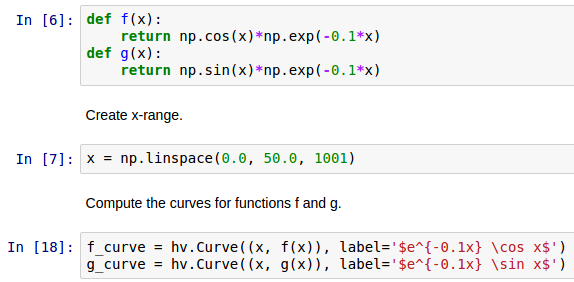 In [6]: def f(x):
    return np.cos(x)*np.exp(-0.1*x)
def g(x):
    return np.sin(x)*np.exp(-0.1*x)
Create x-range.
In [7]: x = np.linspace(0.0, 50.0, 1001)
Compute the curves for functions f and g.
In [18]: f_curve = hv.Curve((x, f(x)), label='$e^{-0.1x} \cos x$')
g_curve = hv.Curve((x, g(x)), label='$e^{-0.1x} \sin x$')